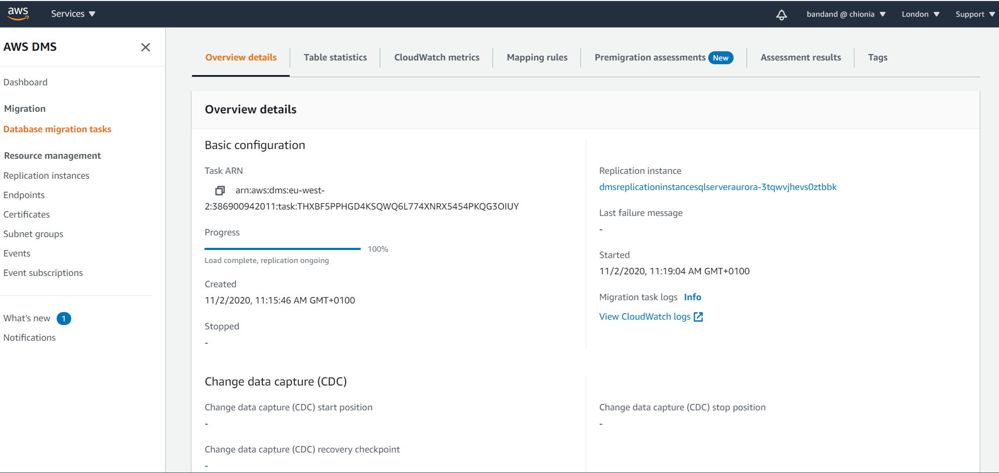 aws
Services
bandand @ chionia
London
Support
AWS DMS
Dashboard
Migration
Database migration tasks
Resource management
Replication instances
Endpoints
Certificates
Subnet groups
Events
Event subscriptions
What's new 1
Notifications
Overview details
Table statistics
CloudWatch metrics
Mapping rules
Premigration assessments New
Assessment results
Tags
Overview details
Basic configuration
Task ARN
arn:aws:dms:eu-west-
2:386900942011:task:THXBF5PPHGD4KSQWQ6L774XNRX5454PKQG3OIUY
Progress
100%
Load complete, replication ongoing
Created
11/2/2020, 11:15:46 AM GMT+0100
Stopped
-
Replication instance
dmsreplicationinstancesqlserveraurora-3tqwvjhevs0ztbbk
Last failure message
-
Started
11/2/2020, 11:19:04 AM GMT+0100
Migration task logs Info
View CloudWatch logs
Change data capture (CDC)
Change data capture (CDC) start position
-
Change data capture (CDC) recovery checkpoint
-
Change data capture (CDC) stop position
-